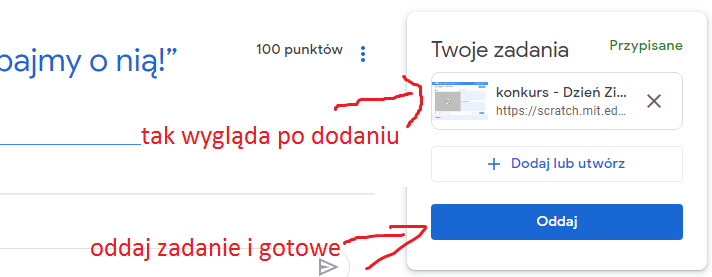 bajmy o nią!”
100 punktów
Twoje zadania
Przypisane
konkurs - Dzień Zi...
https://scratch.mit.ed...
tak wygląda po dodaniu
+ Dodaj lub utwórz
Oddaj
oddaj zadanie i gotowe